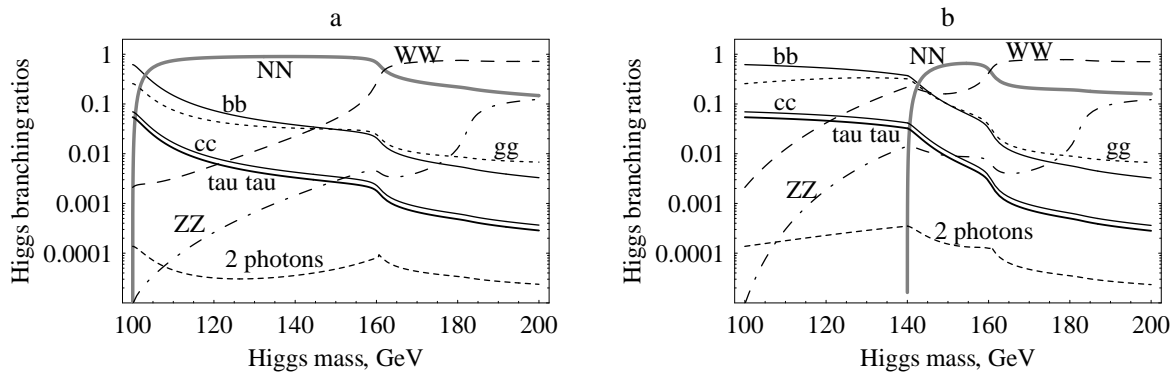 a
Higgs branching ratios
1
0.1
0.01
0.001
0.0001
NN
WW
bb
cc
gg
tau tau
ZZ
2 photons
100 120 140 160 180 200
Higgs mass, GeV
b
Higgs branching ratios
1
0.1
0.01
0.001
0.0001
bb
NN
WW
cc
tau tau
gg
ZZ
2 photons
100 120 140 160 180 200
Higgs mass, GeV